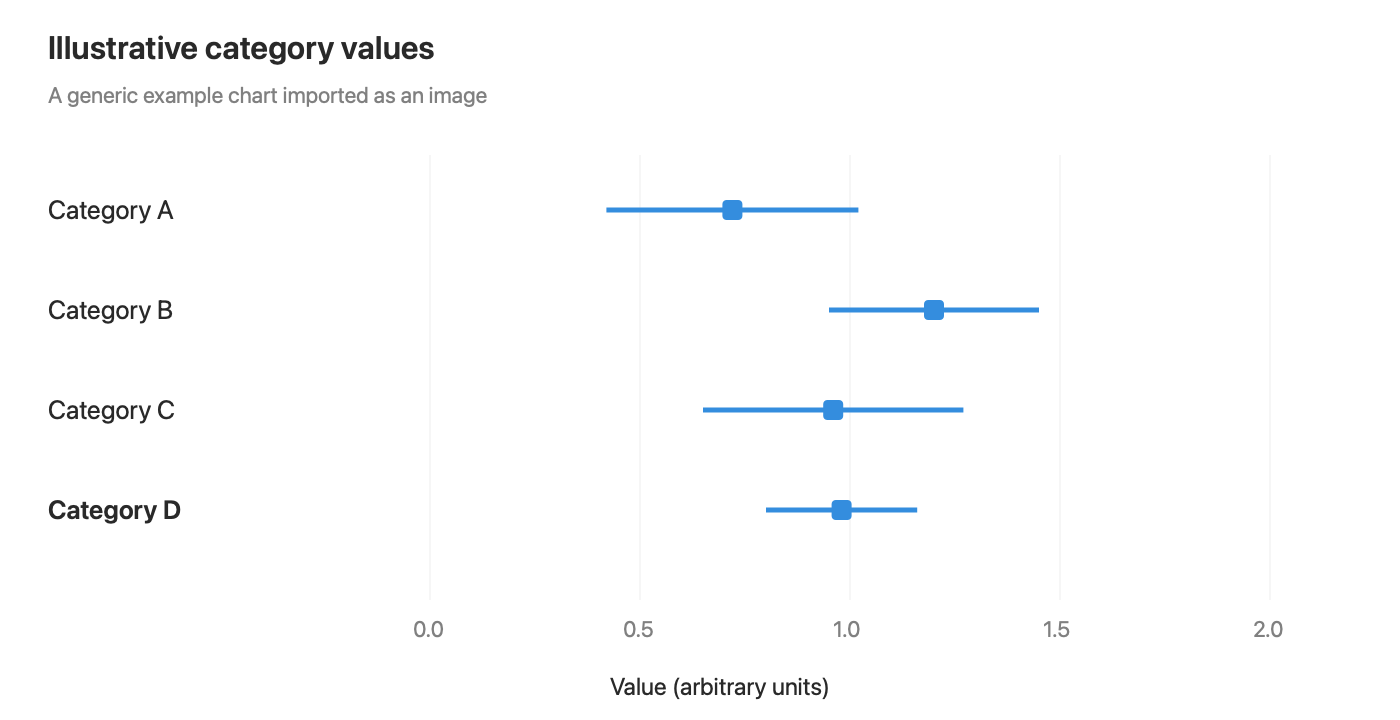 Illustrative category values
A generic example chart imported as an image
Category A
Category B
Category C
Category D
0.0 0.5 1.0 1.5 2.0
Value (arbitrary units)